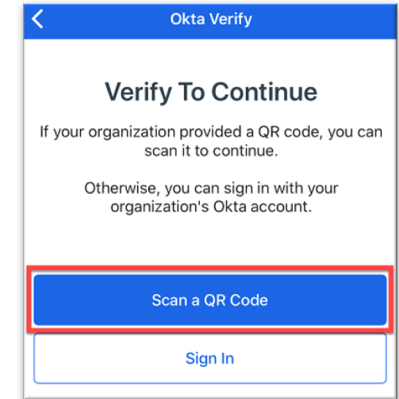 Okta Verify
Verify To Continue
If your organization provided a QR code, you can
scan it to continue.
Otherwise, you can sign in with your
organization's Okta account.
Scan a QR Code
Sign In